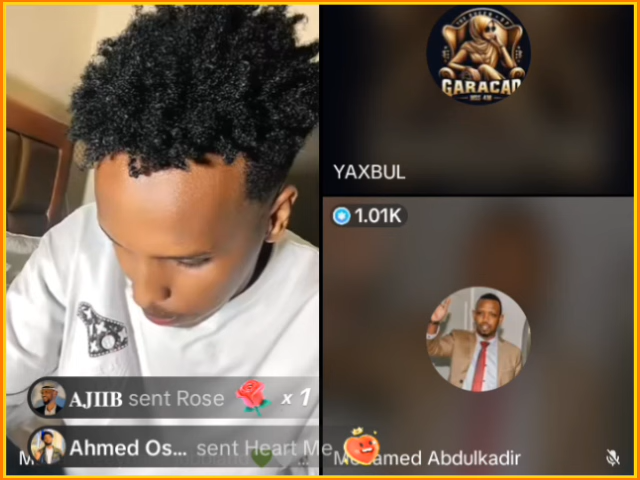 GARACAD
YAXBUL
1.01K
AJIIB sent Rose x 1
Ahmed Os... sent Heart Me
Mohamed Abdulkadir